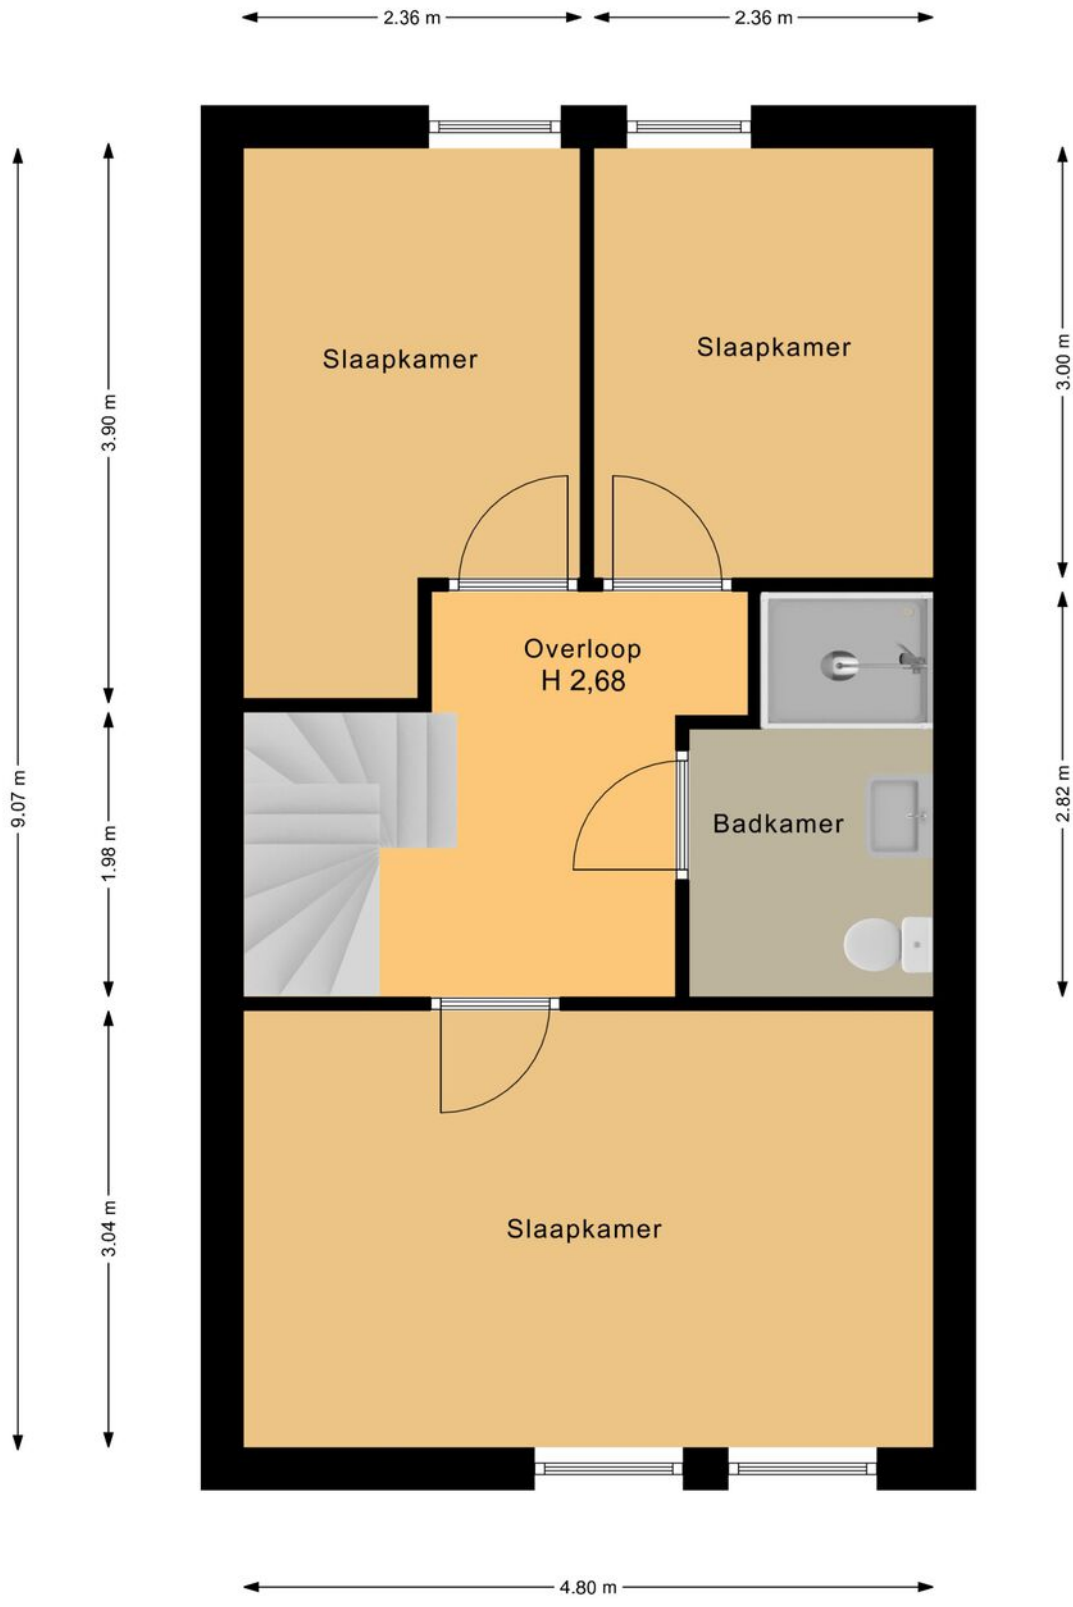 2.36 m
2.36 m
Slaapkamer
Slaapkamer
3.00 m
3.90 m
Overloop
H 2,68
9.07 m
1.98 m
Badkamer
2.82 m
3.04 m
Slaapkamer
4.80 m